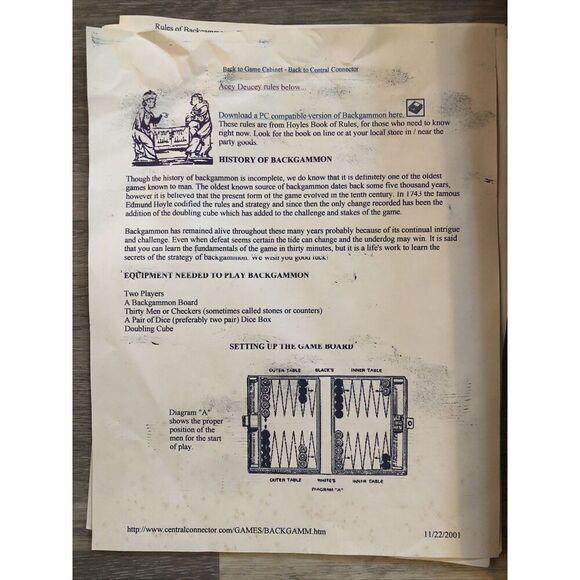 Rules of Backgammon
Back to Game Cabinet - Back to Central Connector
Acey Deucey rules below...
Download a PC compatible version of Backgammon here.
These rules are from Hoyles Book of Rules, for those who need to know
right now. Look for the book on line or at your local store in / near the
party goods.
HISTORY OF BACKGAMMON
Though the history of backgammon is incomplete, we do know that it is definitely one of the oldest
games known to man. The oldest known source of backgammon dates back some five thousand years,
however it is believed that the present form of the game evolved in the tenth century. In 1743 the famous
Edmund Hoyle codified the rules and strategy and since then the only change recorded has been the
addition of the doubling cube which has added to the challenge and stakes of the game.
Backgammon has remained alive throughout these many years probably because of its continual intrigue
and challenge. Even when defeat seems certain the tide can change and the underdog may win. It is said
that you can learn the fundamentals of the game in thirty minutes, but it is a life's work to learn the
secrets of the strategy of backgammon. We wish you good luck!
EQUIPMENT NEEDED TO PLAY BACKGAMMON
Two Players
A Backgammon Board
Thirty Men or Checkers (sometimes called stones or counters)
A Pair of Dice (preferably two pair) Dice Box
Doubling Cube
SETTING UP THE GAME BOARD
OUTER TABLE BLACK'S INNER TABLE
Diagram "A"
shows the proper
position of the
men for the start
of play.
OUTER TABLE WHITE'S INNER TABLE
DIAGRAM "A"
http://www.centralconnector.com/GAMES/BACKGAMM.htm
11/22/2001